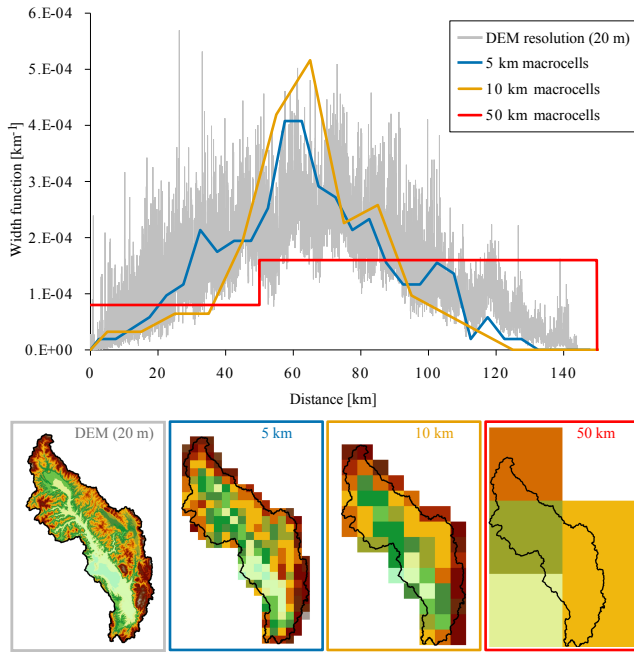 6.E-04
5.E-04
4.E-04
3.E-04
2.E-04
1.E-04
0.E+00
Width function [km⁻¹]
DEM resolution (20 m)
5 km macrocells
10 km macrocells
50 km macrocells
0 20 40 60 80 100 120 140
Distance [km]
DEM (20 m) 5 km 10 km 50 km